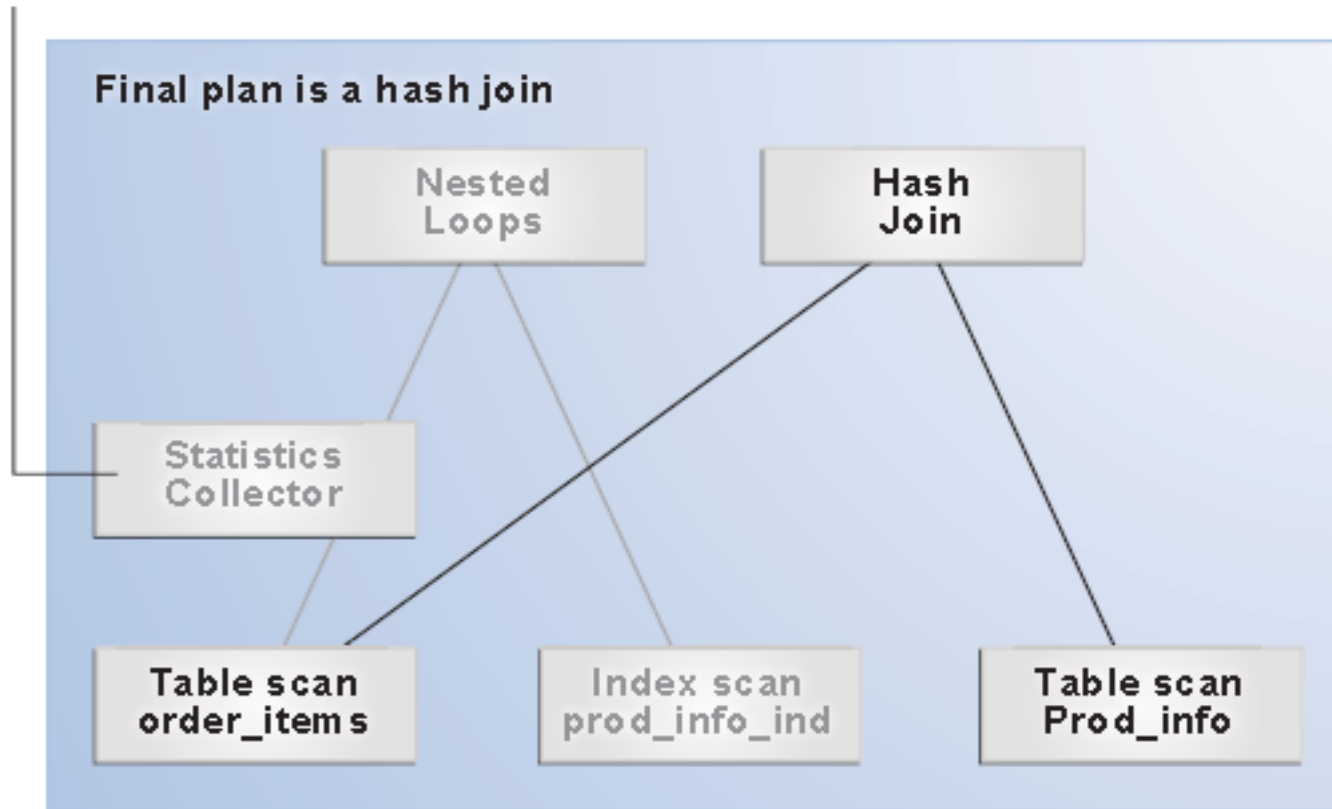 Final plan is a hash join
Nested
Loops
Hash
Join
Statistics
Collector
Table scan
order_items
Index scan
prod_info_ind
Table scan
Prod_info